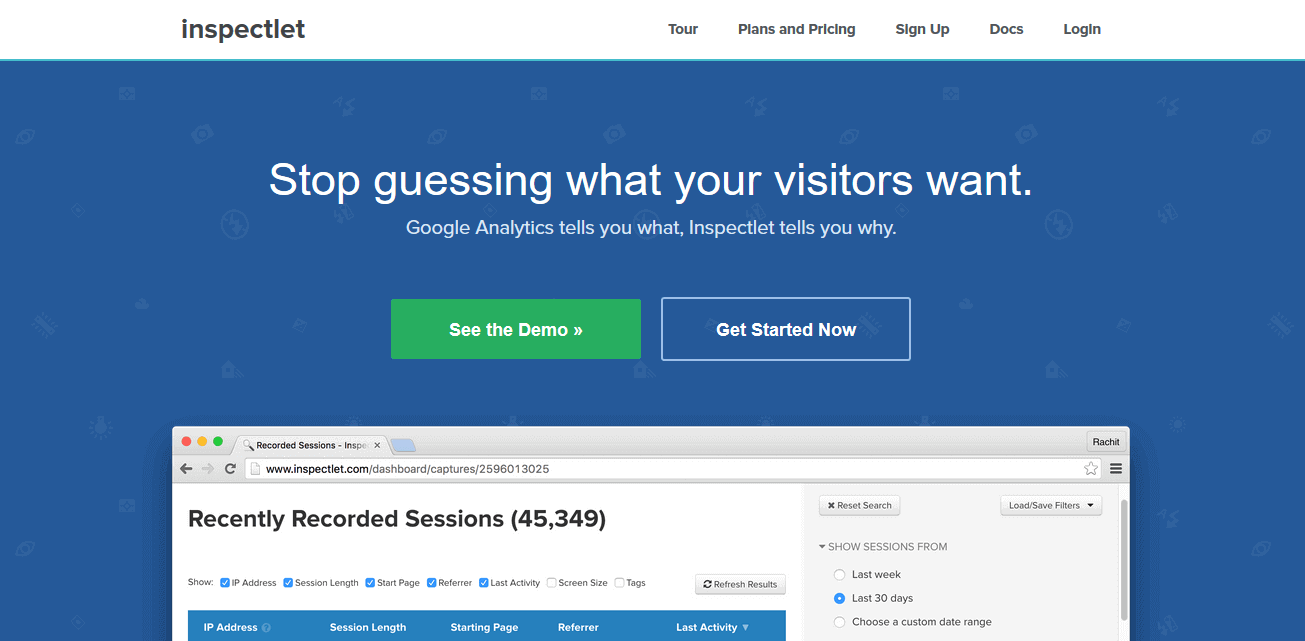 inspectlet
Tour Plans and Pricing Sign Up Docs Login
Stop guessing what your visitors want.
Google Analytics tells you what, Inspectlet tells you why.
See the Demo »
Get Started Now
Recorded Sessions - Inspe
Rachit
www.inspectlet.com/dashboard/captures/2596013025
Recently Recorded Sessions (45,349)
Show: IP Address Session Length Start Page Referrer Last Activity Screen Size Tags
Refresh Results
IP Address Session Length Starting Page Referrer Last Activity
Reset Search
Load/Save Filters
SHOW SESSIONS FROM
Last week
Last 30 days
Choose a custom date range